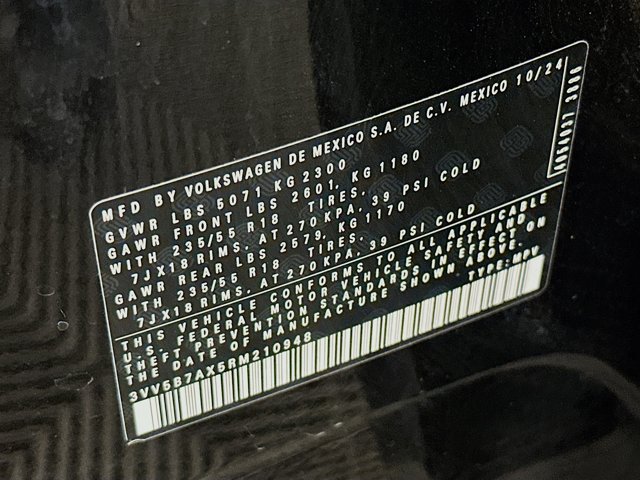 MFD BY VOLKSWAGEN DE MEXICO S.A. DE C.V. MEXICO 10/24
GVWR LBS 5071 KG 2300
GAWR FRONT LBS 2601, KG 1180
WITH 235/55 R18 TIRES,
7JX18 RIMS, AT 270 KPA, 39 PSI COLD
GAWR REAR LBS 2579, KG 1170
WITH 235/55 R18 TIRES,
7JX18 RIMS, AT 270 KPA, 39 PSI COLD
THIS VEHICLE CONFORMS TO ALL APPLICABLE
U.S. FEDERAL MOTOR VEHICLE SAFETY AND
THEFT PREVENTION STANDARDS IN EFFECT ON
THE DATE OF MANUFACTURE SHOWN ABOVE.
TYPE: MPV
3VV5B7AX5RM210948